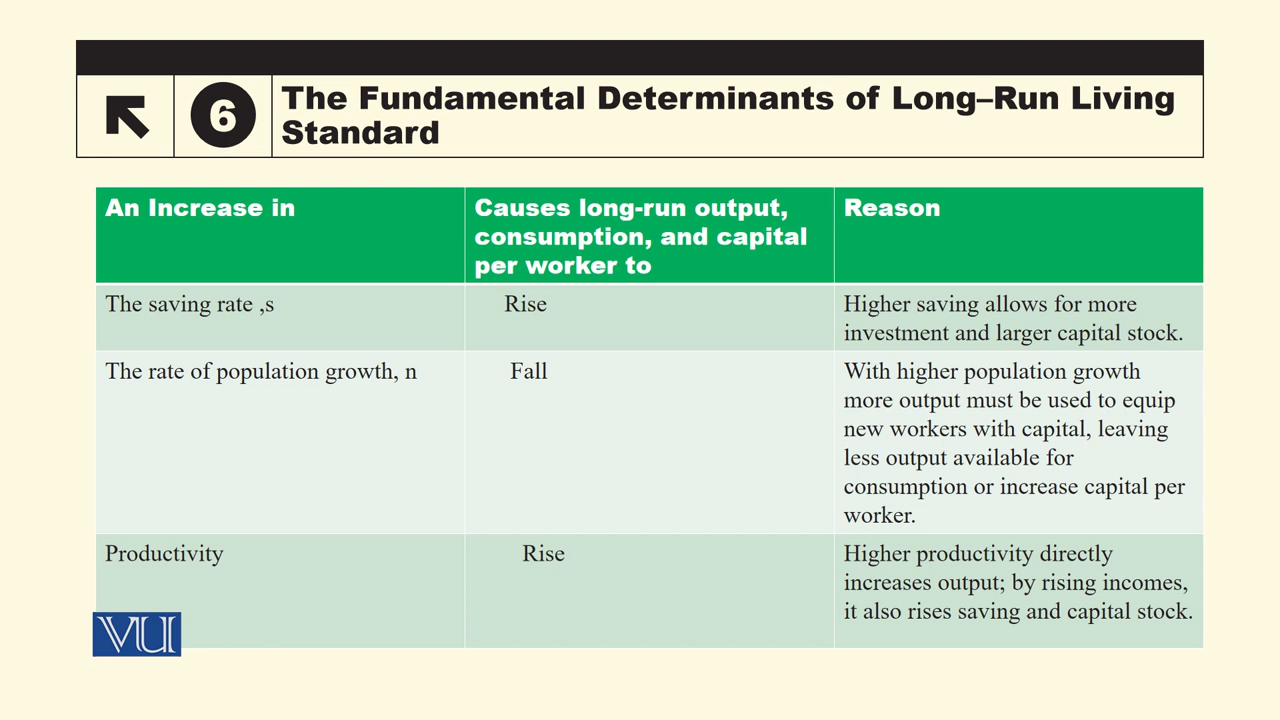 6
The Fundamental Determinants of Long–Run Living
Standard
An Increase in
Causes long-run output,
consumption, and capital
per worker to
Reason
The saving rate ,s
Rise
Higher saving allows for more
investment and larger capital stock.
The rate of population growth, n
Fall
With higher population growth
more output must be used to equip
new workers with capital, leaving
less output available for
consumption or increase capital per
worker.
Productivity
Rise
Higher productivity directly
increases output; by rising incomes,
it also rises saving and capital stock.
VU